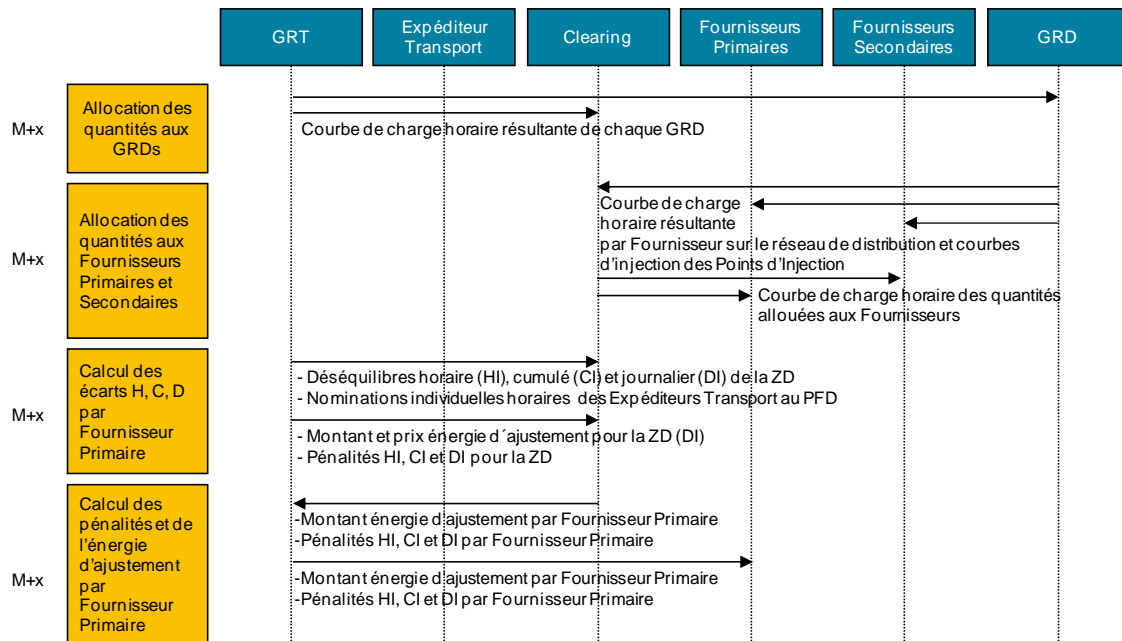 GRT
Expéditeur
Transport
Clearing
Fournisseurs
Primaires
Fournisseurs
Secondaires
GRD
M+x
Allocation des
quantités aux
GRDs
Courbe de charge horaire résultante de chaque GRD
M+x
Allocation des
quantités aux
Fournisseurs
Primaires et
Secondaires
Courbe de charge
horaire résultante
par Fournisseur sur le réseau de distribution et courbes
d'injection des Points d'Injection
Courbe de charge horaire des quantités
allouées aux Fournisseurs
M+x
Calcul des
écarts H, C, D
par
Fournisseur
Primaire
- Déséquilibres horaire (HI), cumulé (CI) et journalier (DI) de la ZD
- Nominations individuelles horaires des Expéditeurs Transport au PFD
- Montant et prix énergie d´ajustement pour la ZD (DI)
- Pénalités HI, CI et DI pour la ZD
M+x
Calcul des
pénalités et de
l'énergie
d'ajustement
par
Fournisseur
Primaire
-Montant énergie d'ajustement par Fournisseur Primaire
-Pénalités HI, CI et DI par Fournisseur Primaire
-Montant énergie d'ajustement par Fournisseur Primaire
-Pénalités HI, CI et DI par Fournisseur Primaire